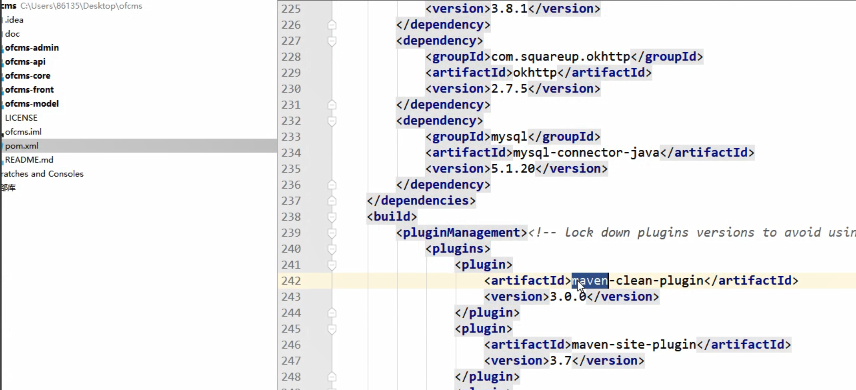 cms C:\Users\86135\Desktop\ofcms
.idea
doc
ofcms-admin
ofcms-api
ofcms-core
ofcms-front
ofcms-model
LICENSE
ofcms.iml
pom.xml
README.md
ratches and Consoles
部库
225 <version>3.8.1</version>
226 </dependency>
227 <dependency>
228 <groupId>com.squareup.okhttp</groupId>
229 <artifactId>okhttp</artifactId>
230 <version>2.7.5</version>
231 </dependency>
232 <dependency>
233 <groupId>mysql</groupId>
234 <artifactId>mysql-connector-java</artifactId>
235 <version>5.1.20</version>
236 </dependency>
237 </dependencies>
238 <build>
239 <pluginManagement><!-- lock down plugins versions to avoid usin
240 <plugins>
241 <plugin>
242 <artifactId>maven-clean-plugin</artifactId>
243 <version>3.0.0</version>
244 </plugin>
245 <plugin>
246 <artifactId>maven-site-plugin</artifactId>
247 <version>3.7</version>
248 </plugin>